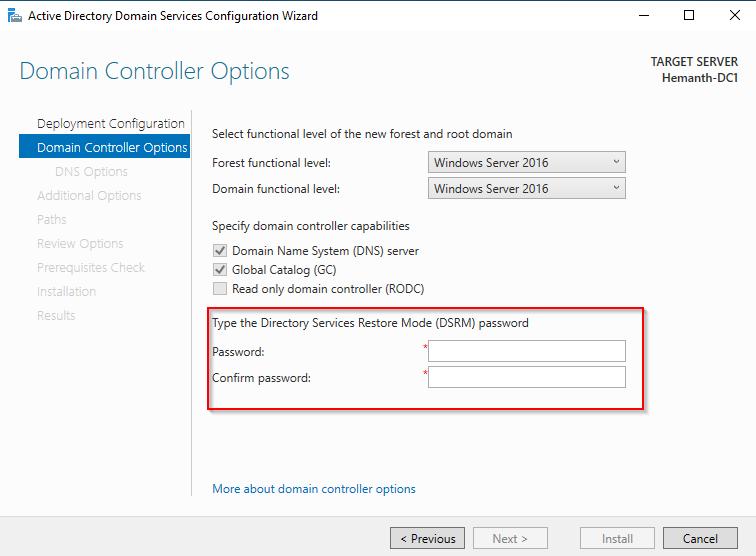 Active Directory Domain Services Configuration Wizard
Domain Controller Options
TARGET SERVER
Hemanth-DC1
Deployment Configuration
Domain Controller Options
DNS Options
Additional Options
Paths
Review Options
Prerequisites Check
Installation
Results
Select functional level of the new forest and root domain
Forest functional level: Windows Server 2016
Domain functional level: Windows Server 2016
Specify domain controller capabilities
Domain Name System (DNS) server
Global Catalog (GC)
Read only domain controller (RODC)
Type the Directory Services Restore Mode (DSRM) password
Password: *
Confirm password: *
More about domain controller options
< Previous Next > Install Cancel